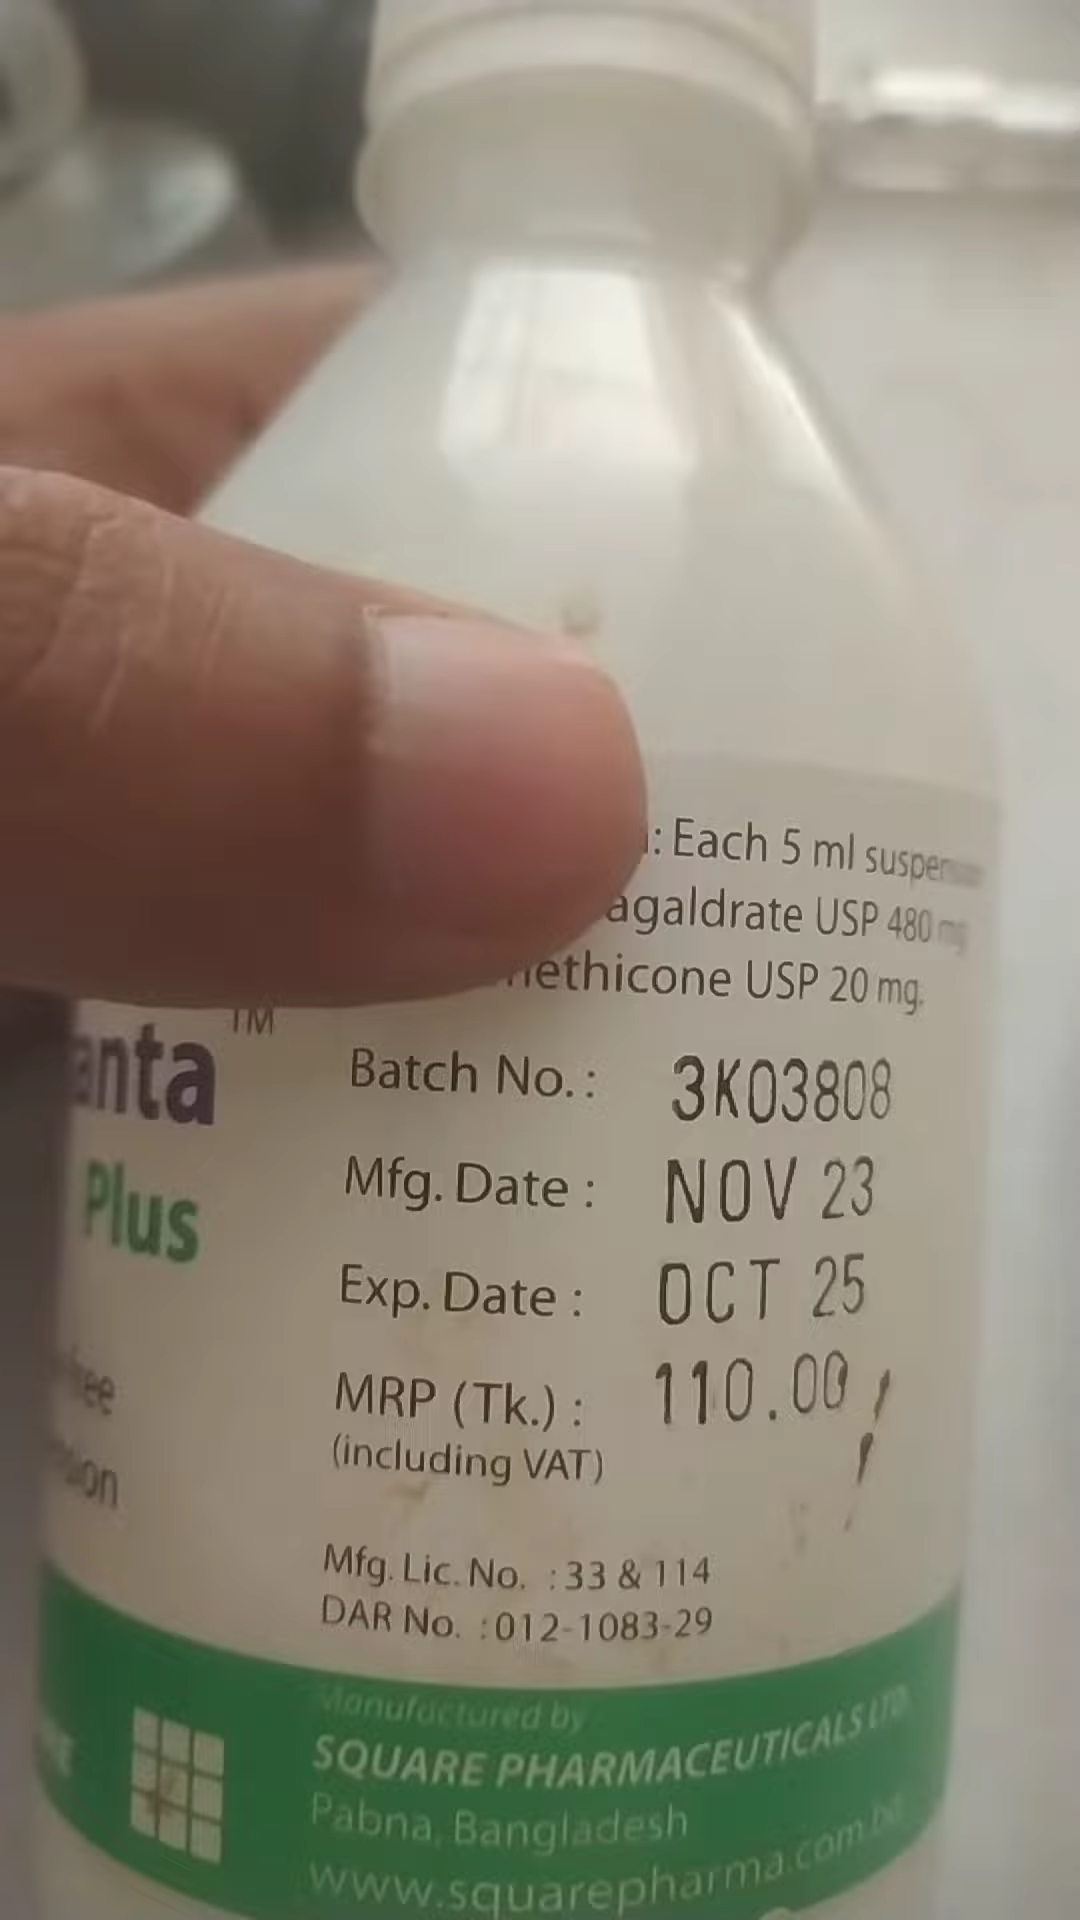 : Each 5 ml
agaldrate USP 480 mg
nethicone USP 20 mg.
anta TM
Plus
Batch No. : 3K03808
Mfg. Date : NOV 23
Exp. Date : OCT 25
MRP (Tk.) : 110.00
(including VAT)
free
Mfg. Lic. No. : 33 & 114
DAR No. : 012-1083-29
Manufactured by
SQUARE PHARMACEUTICALS LTD.
Pabna, Bangladesh
www.squarepharma.com.bd